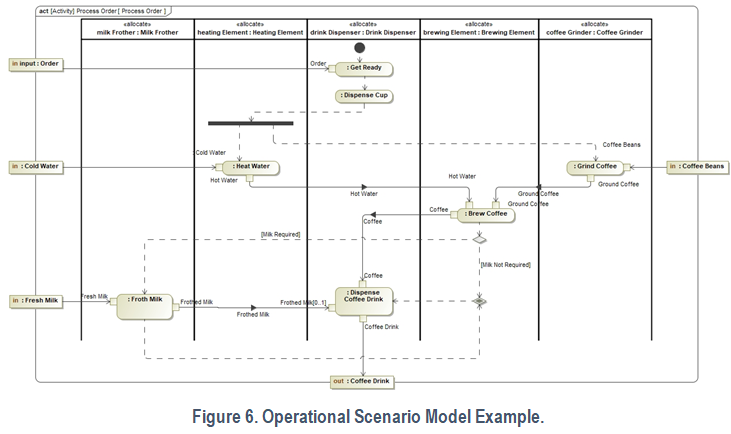 act [Activity] Process Order [ Process Order ]
«allocate» «allocate» «allocate» «allocate» «allocate»
milk Frother : Milk Frother heating Element : Heating Element drink Dispenser : Drink Dispenser brewing Element : Brewing Element coffee Grinder : Coffee Grinder
in input : Order
Order
: Get Ready
: Dispense Cup
Coffee Beans
Cold Water
in : Cold Water
: Heat Water
: Grind Coffee
in : Coffee Beans
Hot Water
Hot Water
Hot Water
Ground Coffee
Ground Coffee
Ground Coffee
Coffee
: Brew Coffee
Coffee
[Milk Required]
[Milk Not Required]
Coffee
in : Fresh Milk
Fresh Milk
: Froth Milk
Frothed Milk
Frothed Milk
Frothed Milk[0..1]
: Dispense
Coffee Drink
Coffee Drink
out : Coffee Drink
Figure 6. Operational Scenario Model Example.